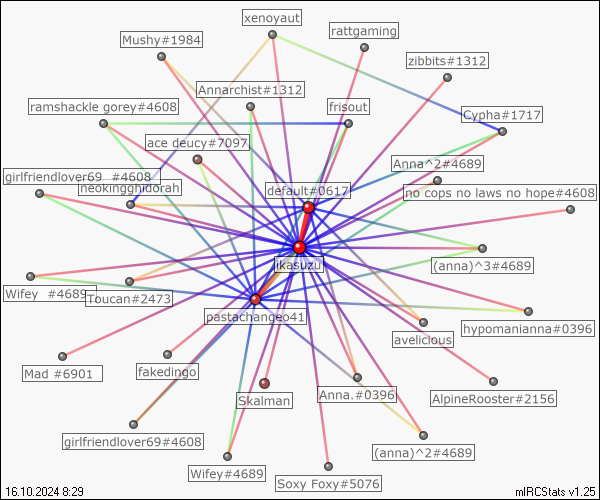 xenoyaut
rattgaming
Mushy#1984
zibbits#1312
Annarchist#1312
ramshackle gorey#4608
frisout
Cypha#1717
ace deucy#7097
Anna^2#4689
girlfriendlover69 #4608
neokingghidorah
default#0617
no cops no laws no hope#4608
ikasuzu
(anna)^3#4689
Wifey #4689
Toucan#2473
pastachangeo41
hypomanianna#0396
avelicious
Mad #6901
fakedingo
Skalman
Anna.#0396
AlpineRooster#2156
girlfriendlover69#4608
(anna)^2#4689
Wifey#4689
Soxy Foxy#5076
16.10.2024 8:29
mIRCStats v1.25